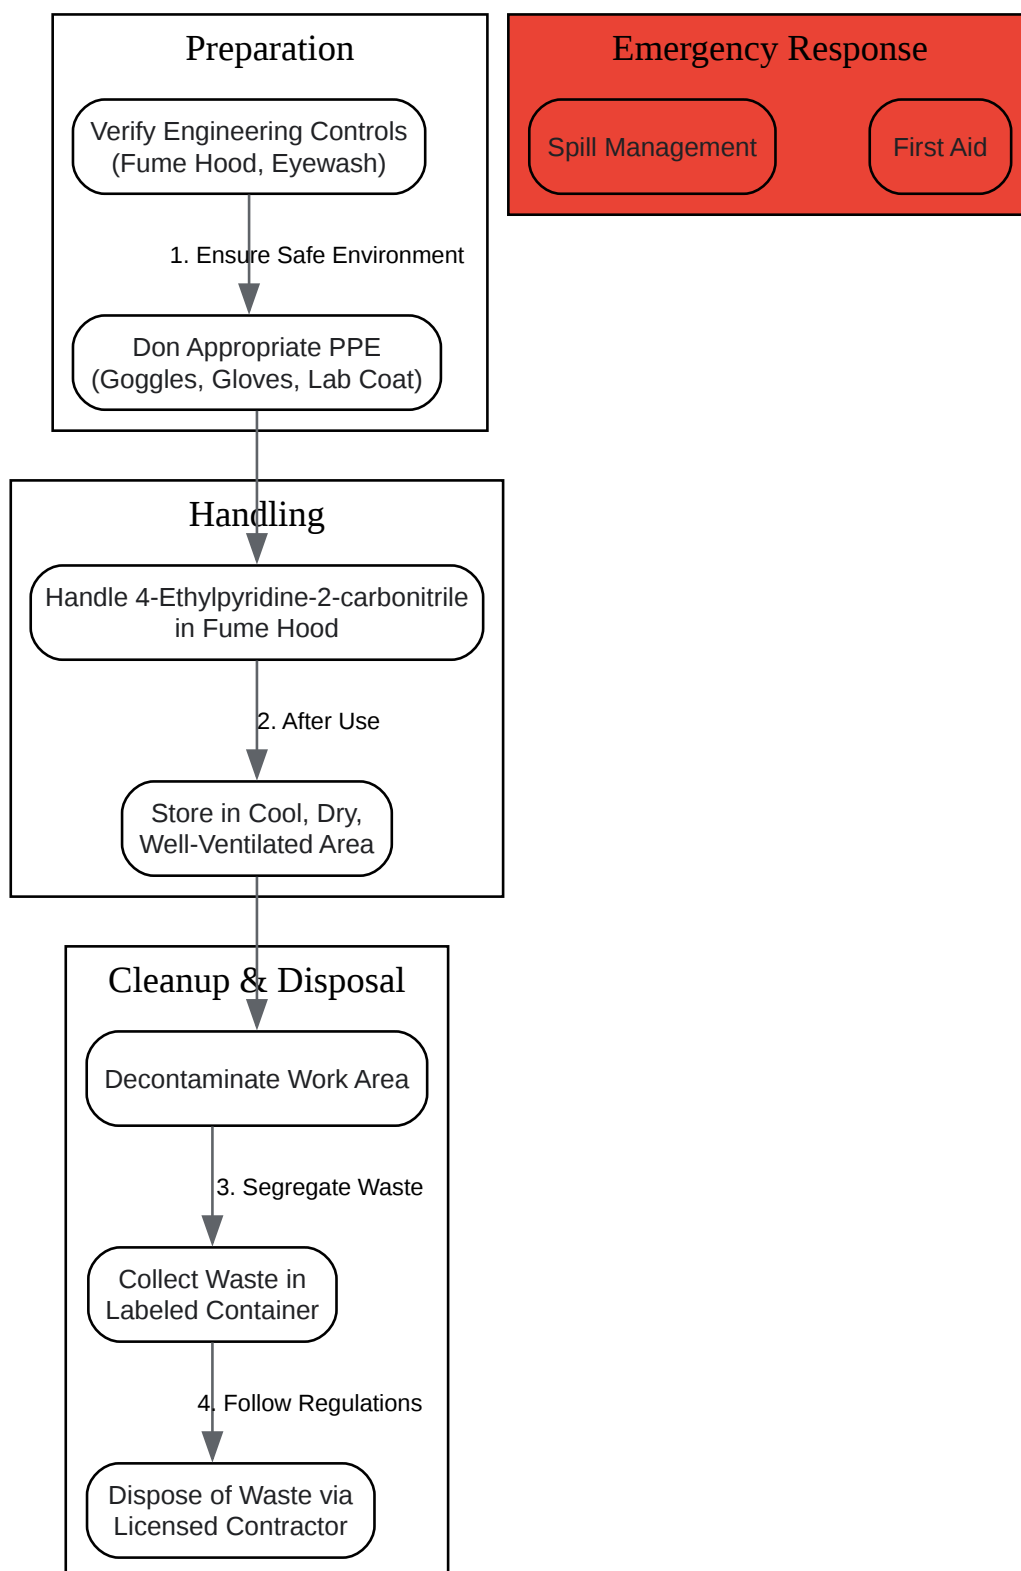 Preparation
Verify Engineering Controls
(Fume Hood, Eyewash)
1. Ensure Safe Environment
Don Appropriate PPE
(Goggles, Gloves, Lab Coat)
Emergency Response
Spill Management
First Aid
Handling
Handle 4-Ethylpyridine-2-carbonitrile
in Fume Hood
2. After Use
Store in Cool, Dry,
Well-Ventilated Area
Cleanup & Disposal
Decontaminate Work Area
3. Segregate Waste
Collect Waste in
Labeled Container
4. Follow Regulations
Dispose of Waste via
Licensed Contractor